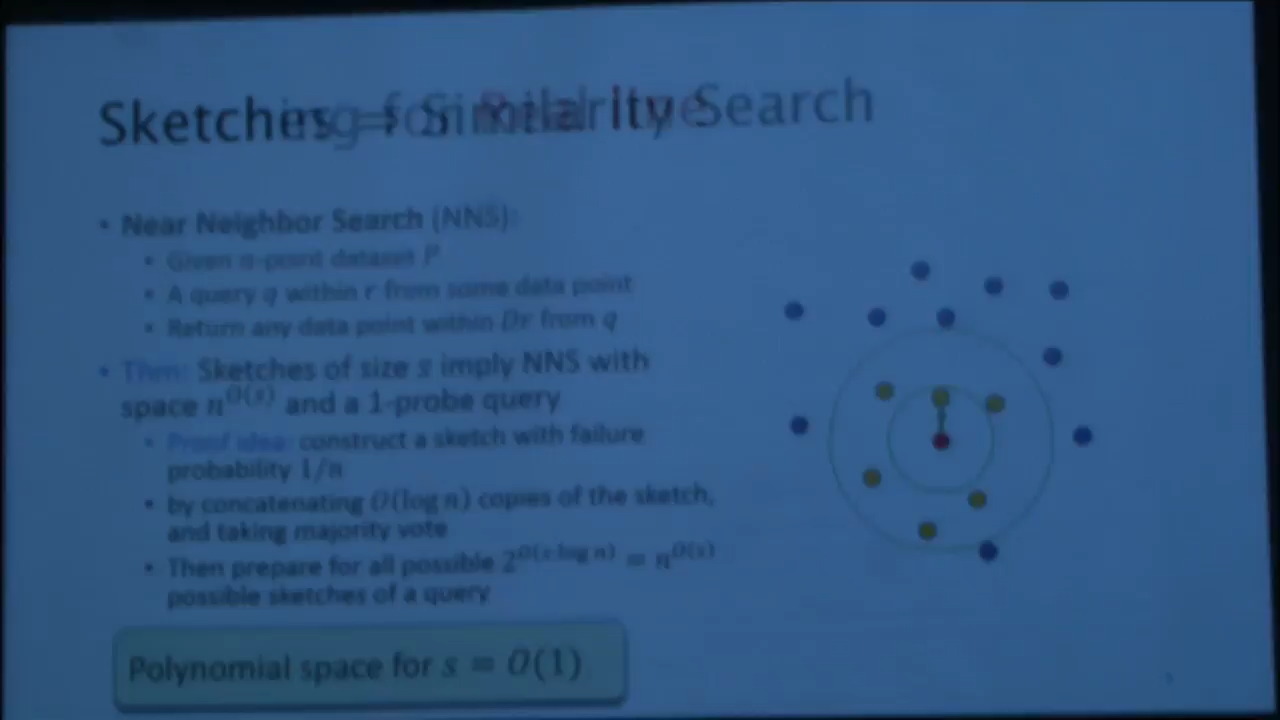 Sketching for Similarity Search
• Near Neighbor Search (NNS):
• Given n-point dataset P
• A query q within r from some data point
• Return any data point within Dr from q
• Then: Sketches of size s imply NNS with
space n^{O(s)} and a 1-probe query
• Proof idea: construct a sketch with failure
probability 1/n
• by concatenating O(log n) copies of the sketch,
and taking majority vote
• Then prepare for all possible 2^{O(s log n)} = n^{O(s)}
possible sketches of a query
Polynomial space for s = O(1)